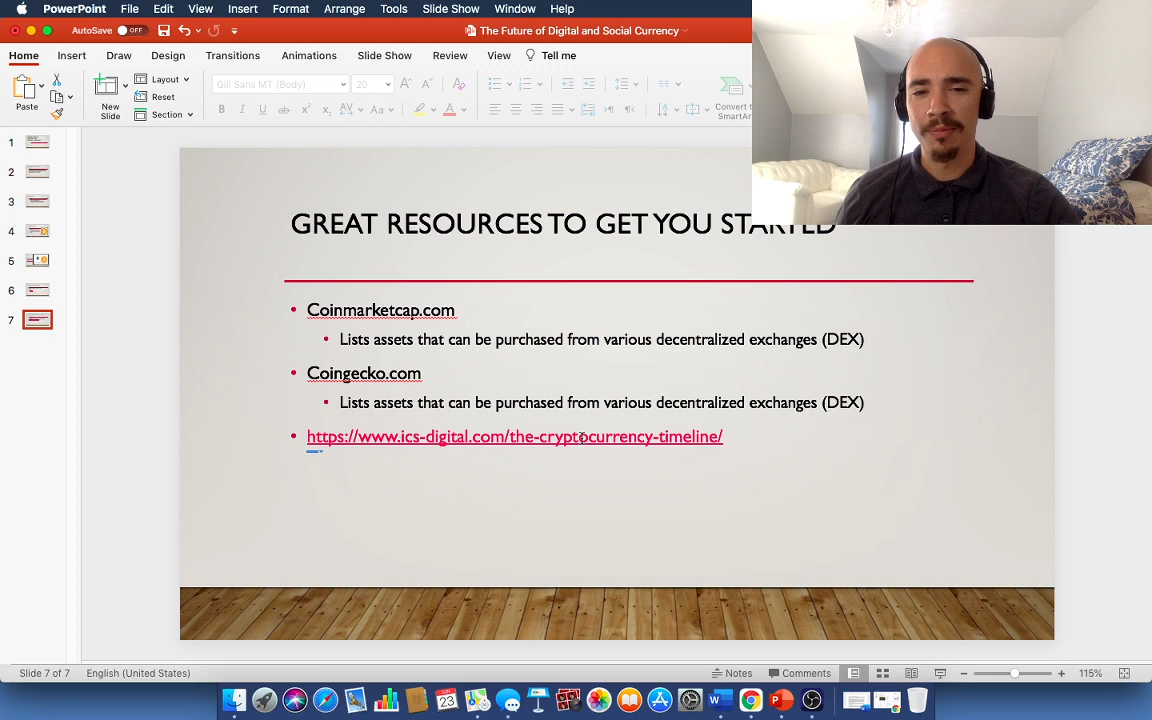 PowerPoint File Edit View Insert Format Arrange Tools Slide Show Window Help
AutoSave OFF The Future of Digital and Social Currency
Home Insert Draw Design Transitions Animations Slide Show Review View Tell me
Paste
New
Slide
Layout
Reset
Section
Gill Sans MT (Body) 20
Convert to
SmartArt
1
2
3
4
5
6
7
GREAT RESOURCES TO GET YOU STARTED
• Coinmarketcap.com
• Lists assets that can be purchased from various decentralized exchanges (DEX)
• Coingecko.com
• Lists assets that can be purchased from various decentralized exchanges (DEX)
• https://www.ics-digital.com/the-cryptocurrency-timeline/
Slide 7 of 7 English (United States) Notes Comments 115%